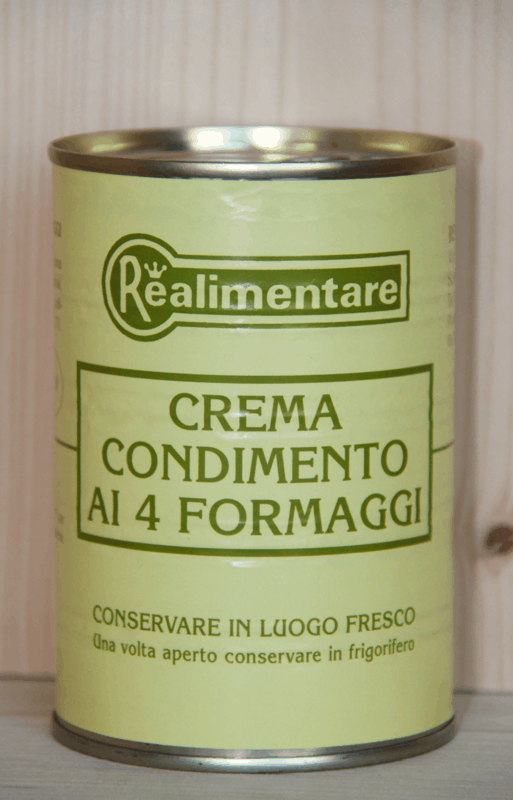 Realimentare
CREMA
CONDIMENTO
AI 4 FORMAGGI
CONSERVARE IN LUOGO FRESCO
Una volta aperto conservare in frigorifero